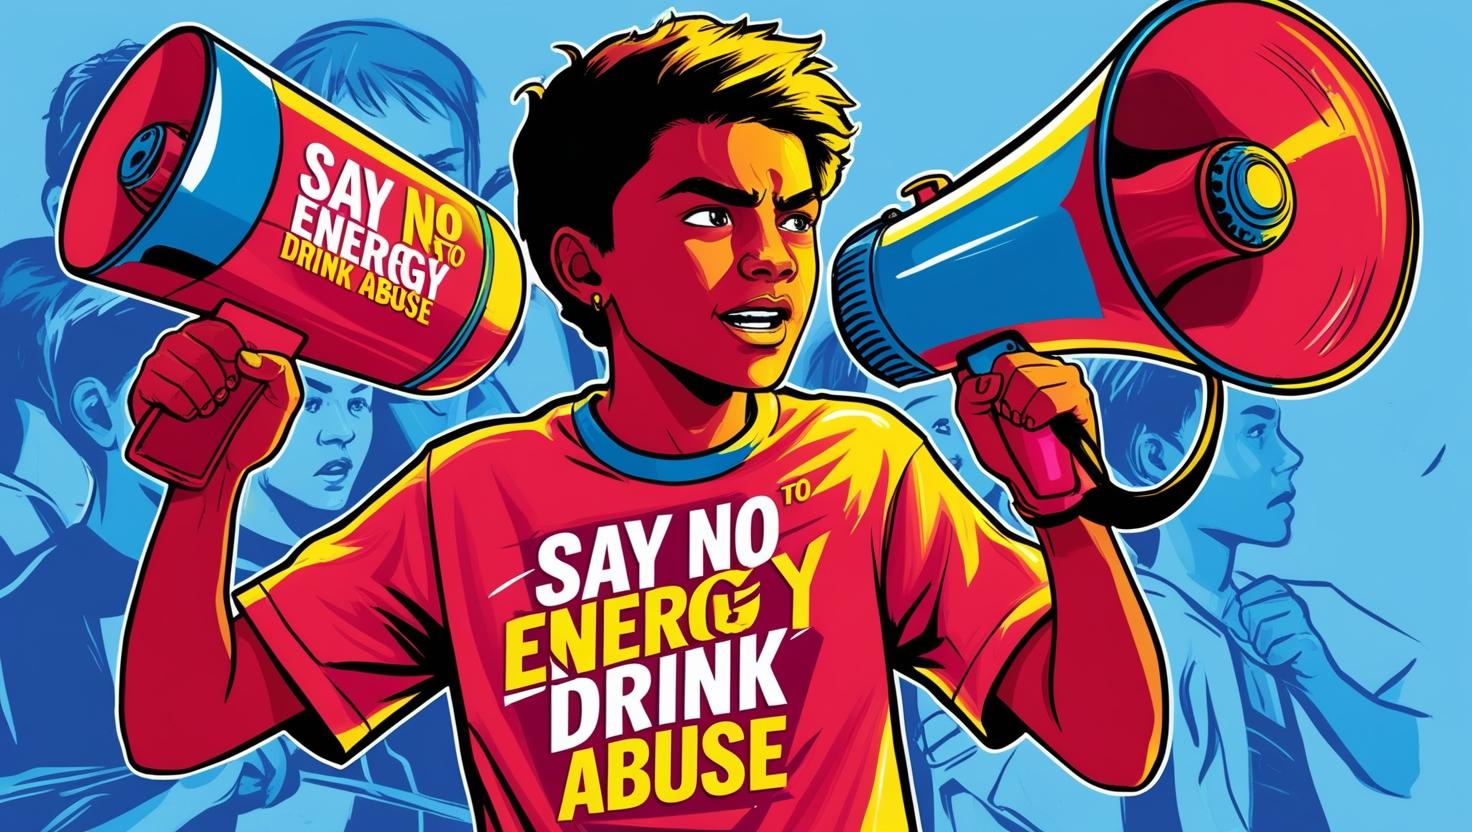 SAY NO
TO
ENERGY
DRINK ABUSE
SAY NO TO
ENERGY
DRINK
ABUSE